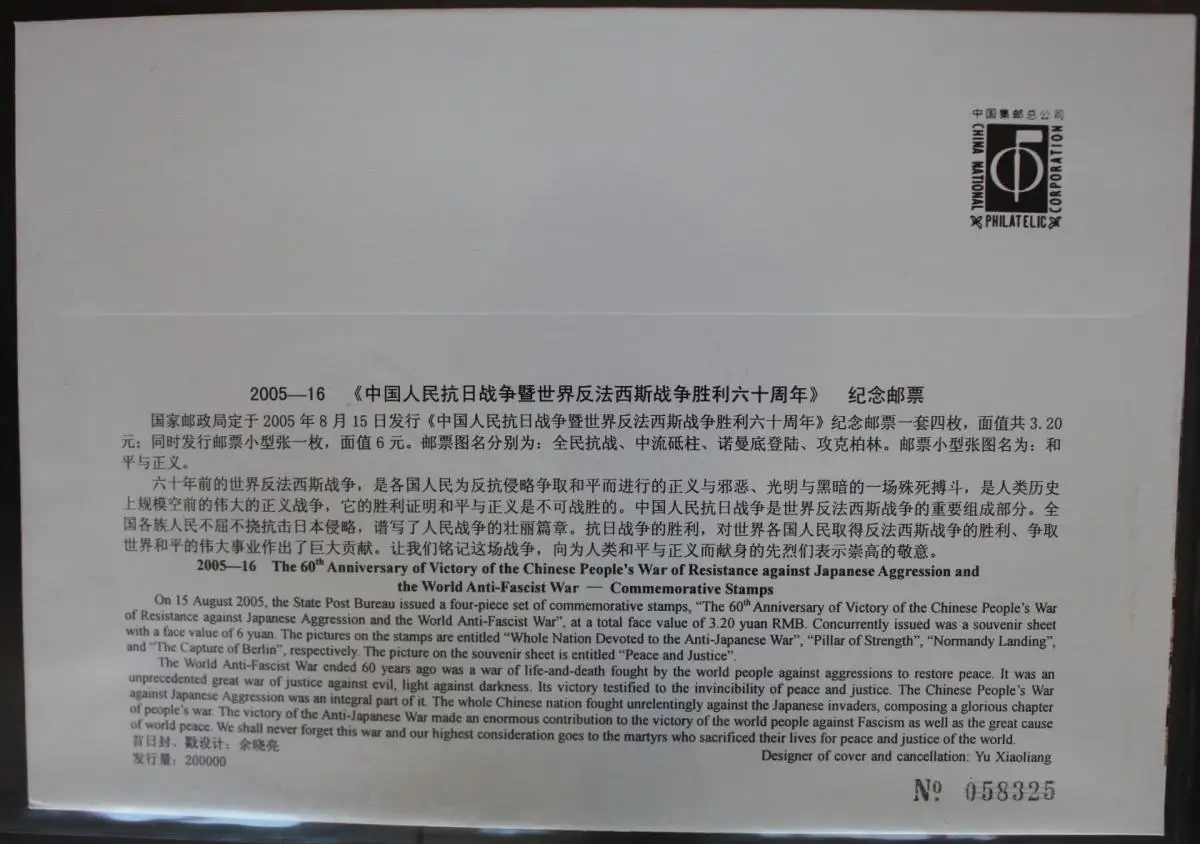 中国集邮总公司
CHINA NATIONAL
PHILATELIC
CORPORATION
2005—16 《中国人民抗日战争暨世界反法西斯战争胜利六十周年》 纪念邮票
国家邮政局定于 2005 年 8 月 15 日发行《中国人民抗日战争暨世界反法西斯战争胜利六十周年》纪念邮票一套四枚，面值共 3.20
元；同时发行邮票小型张一枚，面值 6 元。邮票图名分别为：全民抗战、中流砥柱、诺曼底登陆、攻克柏林。邮票小型张图名为：和
平与正义。
六十年前的世界反法西斯战争，是各国人民为反抗侵略争取和平而进行的正义与邪恶、光明与黑暗的一场殊死搏斗，是人类历史
上规模空前的伟大的正义战争，它的胜利证明和平与正义是不可战胜的。中国人民抗日战争是世界反法西斯战争的重要组成部分。全
国各族人民不屈不挠抗击日本侵略，谱写了人民战争的壮丽篇章。抗日战争的胜利，对世界各国人民取得反法西斯战争的胜利、争取
世界和平的伟大事业作出了巨大贡献。让我们铭记这场战争，向为人类和平与正义而献身的先烈们表示崇高的敬意。
2005—16 The 60th Anniversary of Victory of the Chinese People's War of Resistance against Japanese Aggression and
the World Anti-Fascist War — Commemorative Stamps
On 15 August 2005, the State Post Bureau issued a four-piece set of commemorative stamps, "The 60th Anniversary of Victory of the Chinese People's War
of Resistance against Japanese Aggression and the World Anti-Fascist War", at a total face value of 3.20 yuan RMB. Concurrently issued was a souvenir sheet
with a face value of 6 yuan. The pictures on the stamps are entitled "Whole Nation Devoted to the Anti-Japanese War", "Pillar of Strength", "Normandy Landing",
and "The Capture of Berlin", respectively. The picture on the souvenir sheet is entitled "Peace and Justice".
The World Anti-Fascist War ended 60 years ago was a war of life-and-death fought by the world people against aggressions to restore peace. It was an
unprecedented great war of justice against evil, light against darkness. Its victory testified to the invincibility of peace and justice. The Chinese People's War
against Japanese Aggression was an integral part of it. The whole Chinese nation fought unrelentingly against the Japanese invaders, composing a glorious chapter
of people's war. The victory of the Anti-Japanese War made an enormous contribution to the victory of the world people against Fascism as well as the great cause
of world peace. We shall never forget this war and our highest consideration goes to the martyrs who sacrificed their lives for peace and justice of the world.
首日封、戳设计：余晓亮
Designer of cover and cancellation: Yu Xiaoliang
发行量：200000
Nº 058325